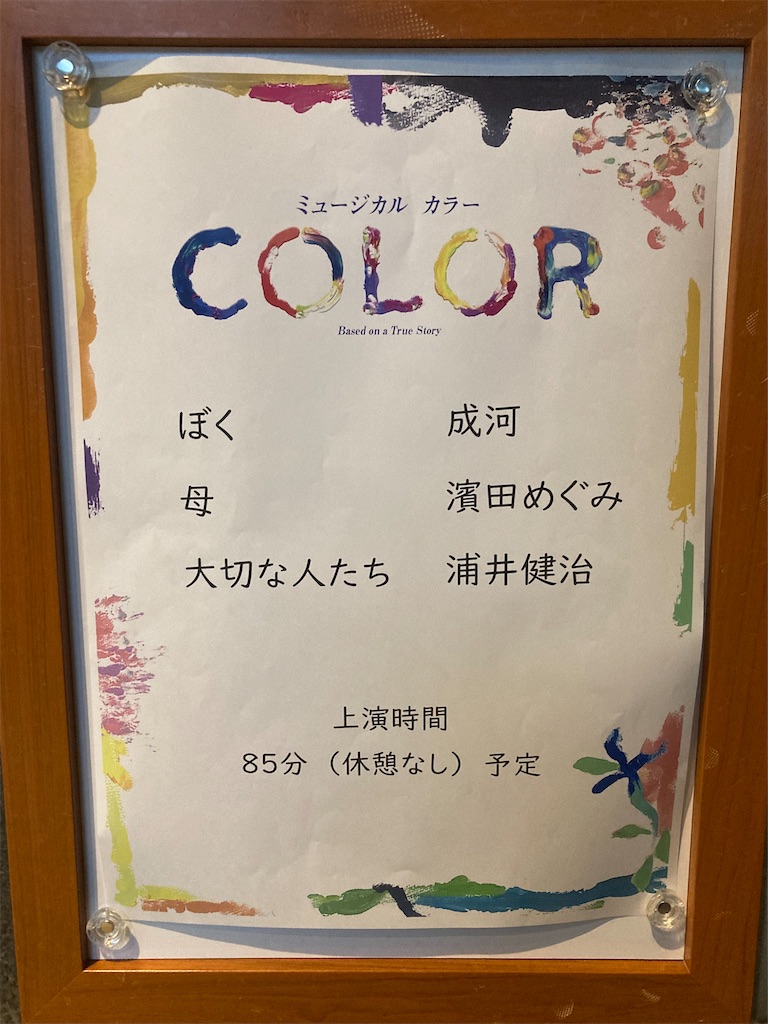 ミュージカル カラー
COLOR
Based on a True Story
ぼく 成河
母 濱田めぐみ
大切な人たち 浦井健治
上演時間
85分（休憩なし）予定